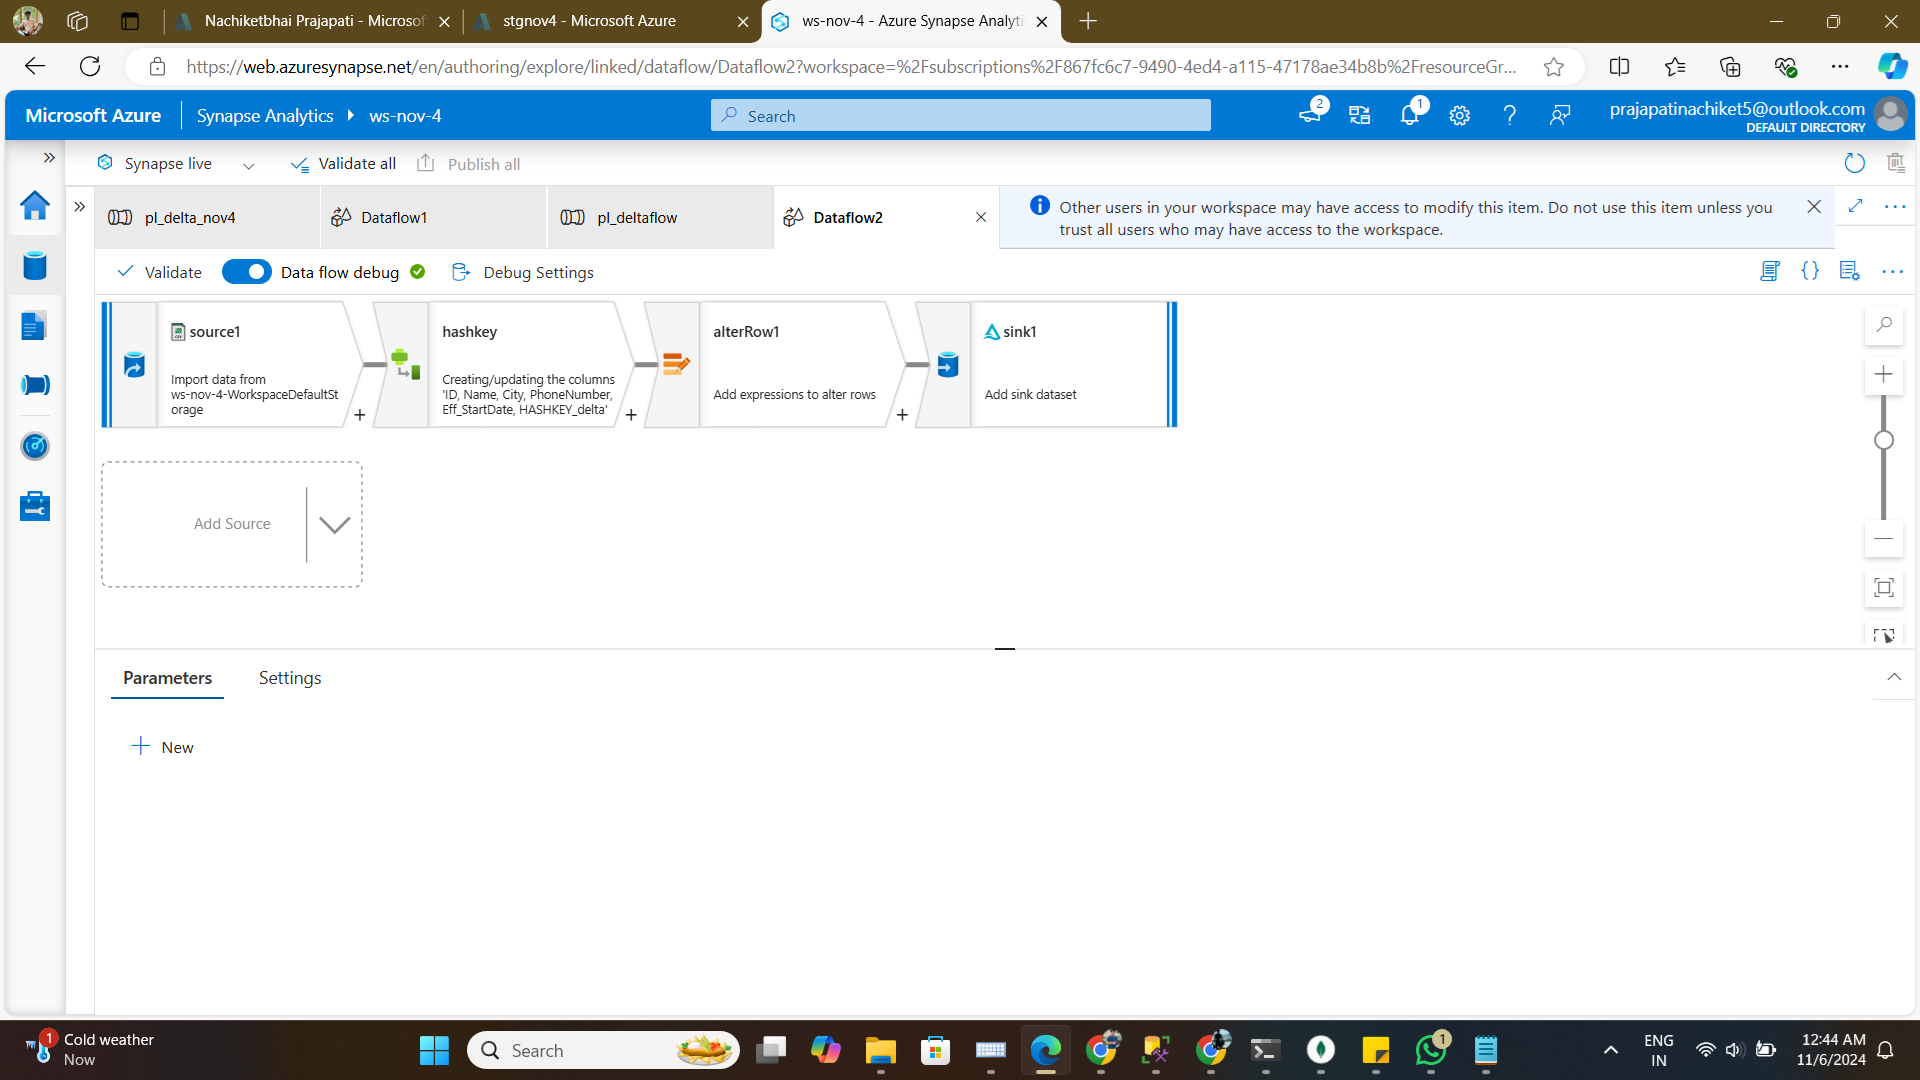 Nachiketbhai Prajapati - Microsof
stgnov4 - Microsoft Azure
ws-nov-4 - Azure Synapse Analyti
https://web.azuresynapse.net/en/authoring/explore/linked/dataflow/Dataflow2?workspace=%2Fsubscriptions%2F867fc6c7-9490-4ed4-a115-47178ae34b8b%2FresourceGr...
Microsoft Azure
Synapse Analytics
ws-nov-4
Search
2
1
prajapatinachiket5@outlook.com
DEFAULT DIRECTORY
Synapse live
Validate all
Publish all
pl_delta_nov4
Dataflow1
pl_deltaflow
Dataflow2
Other users in your workspace may have access to modify this item. Do not use this item unless you
trust all users who may have access to the workspace.
Validate
Data flow debug
Debug Settings
source1
Import data from
ws-nov-4-WorkspaceDefaultSt
orage
hashkey
Creating/updating the columns
'ID, Name, City, PhoneNumber,
Eff_StartDate, HASHKEY_delta'
alterRow1
Add expressions to alter rows
sink1
Add sink dataset
Add Source
Parameters
Settings
New
1
Cold weather
Now
Search
1
ENG
IN
12:44 AM
11/6/2024